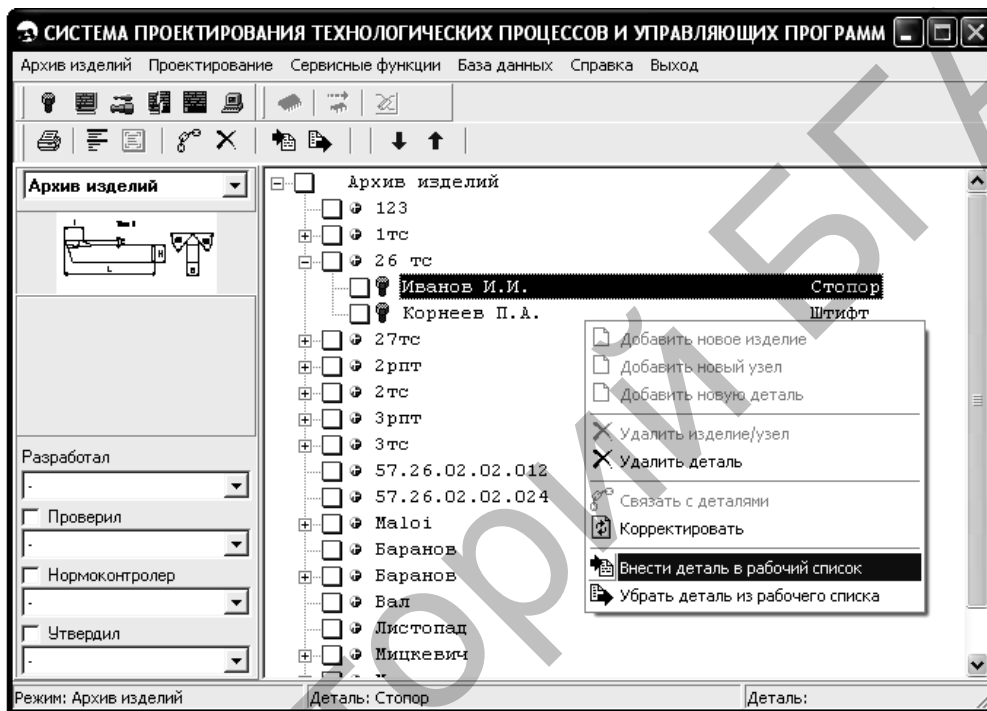 СИСТЕМА ПРОЕКТИРОВАНИЯ ТЕХНОЛОГИЧЕСКИХ ПРОЦЕССОВ И УПРАВЛЯЮЩИХ ПРОГРАММ
Архив изделий Проектирование Сервисные функции База данных Справка Выход
Архив изделий
L
H
B
Разработал
-
Проверил
-
Нормоконтролер
-
Утвердил
-
Архив изделий
123
1тс
26 тс
Иванов И.И. Стопор
Корнеев П.А. Штифт
27тс
2рпт
2тс
3рпт
3тс
57.26.02.02.012
57.26.02.02.024
Maloi
Баранов
Баранов
Вал
Листопад
Мицкевич
Добавить новое изделие
Добавить новый узел
Добавить новую деталь
Удалить изделие/узел
Удалить деталь
Связать с деталями
Корректировать
Внести деталь в рабочий список
Убрать деталь из рабочего списка
Режим: Архив изделий Деталь: Стопор Деталь:
ТОРИЙ БГА